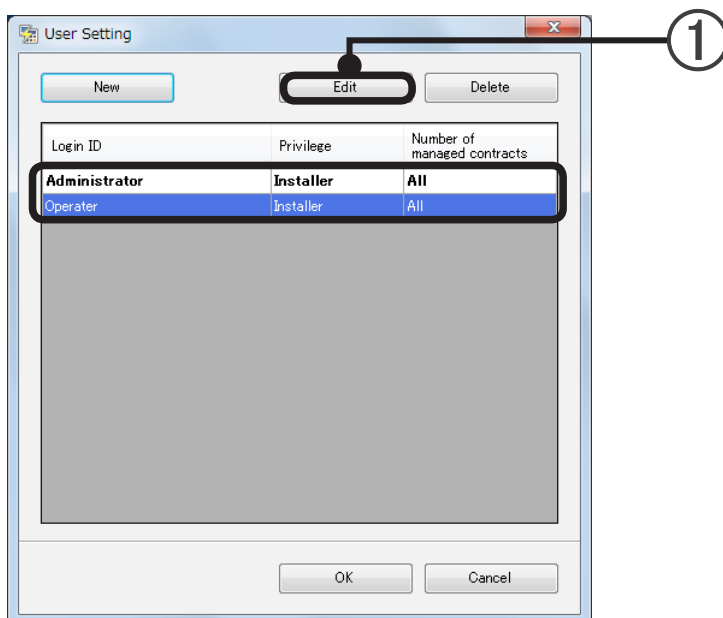 User Setting
1
New
Edit
Delete
Login ID
Privilege
Number of
managed contracts
Administrator
Installer
All
Operater
Installer
All
OK
Cancel